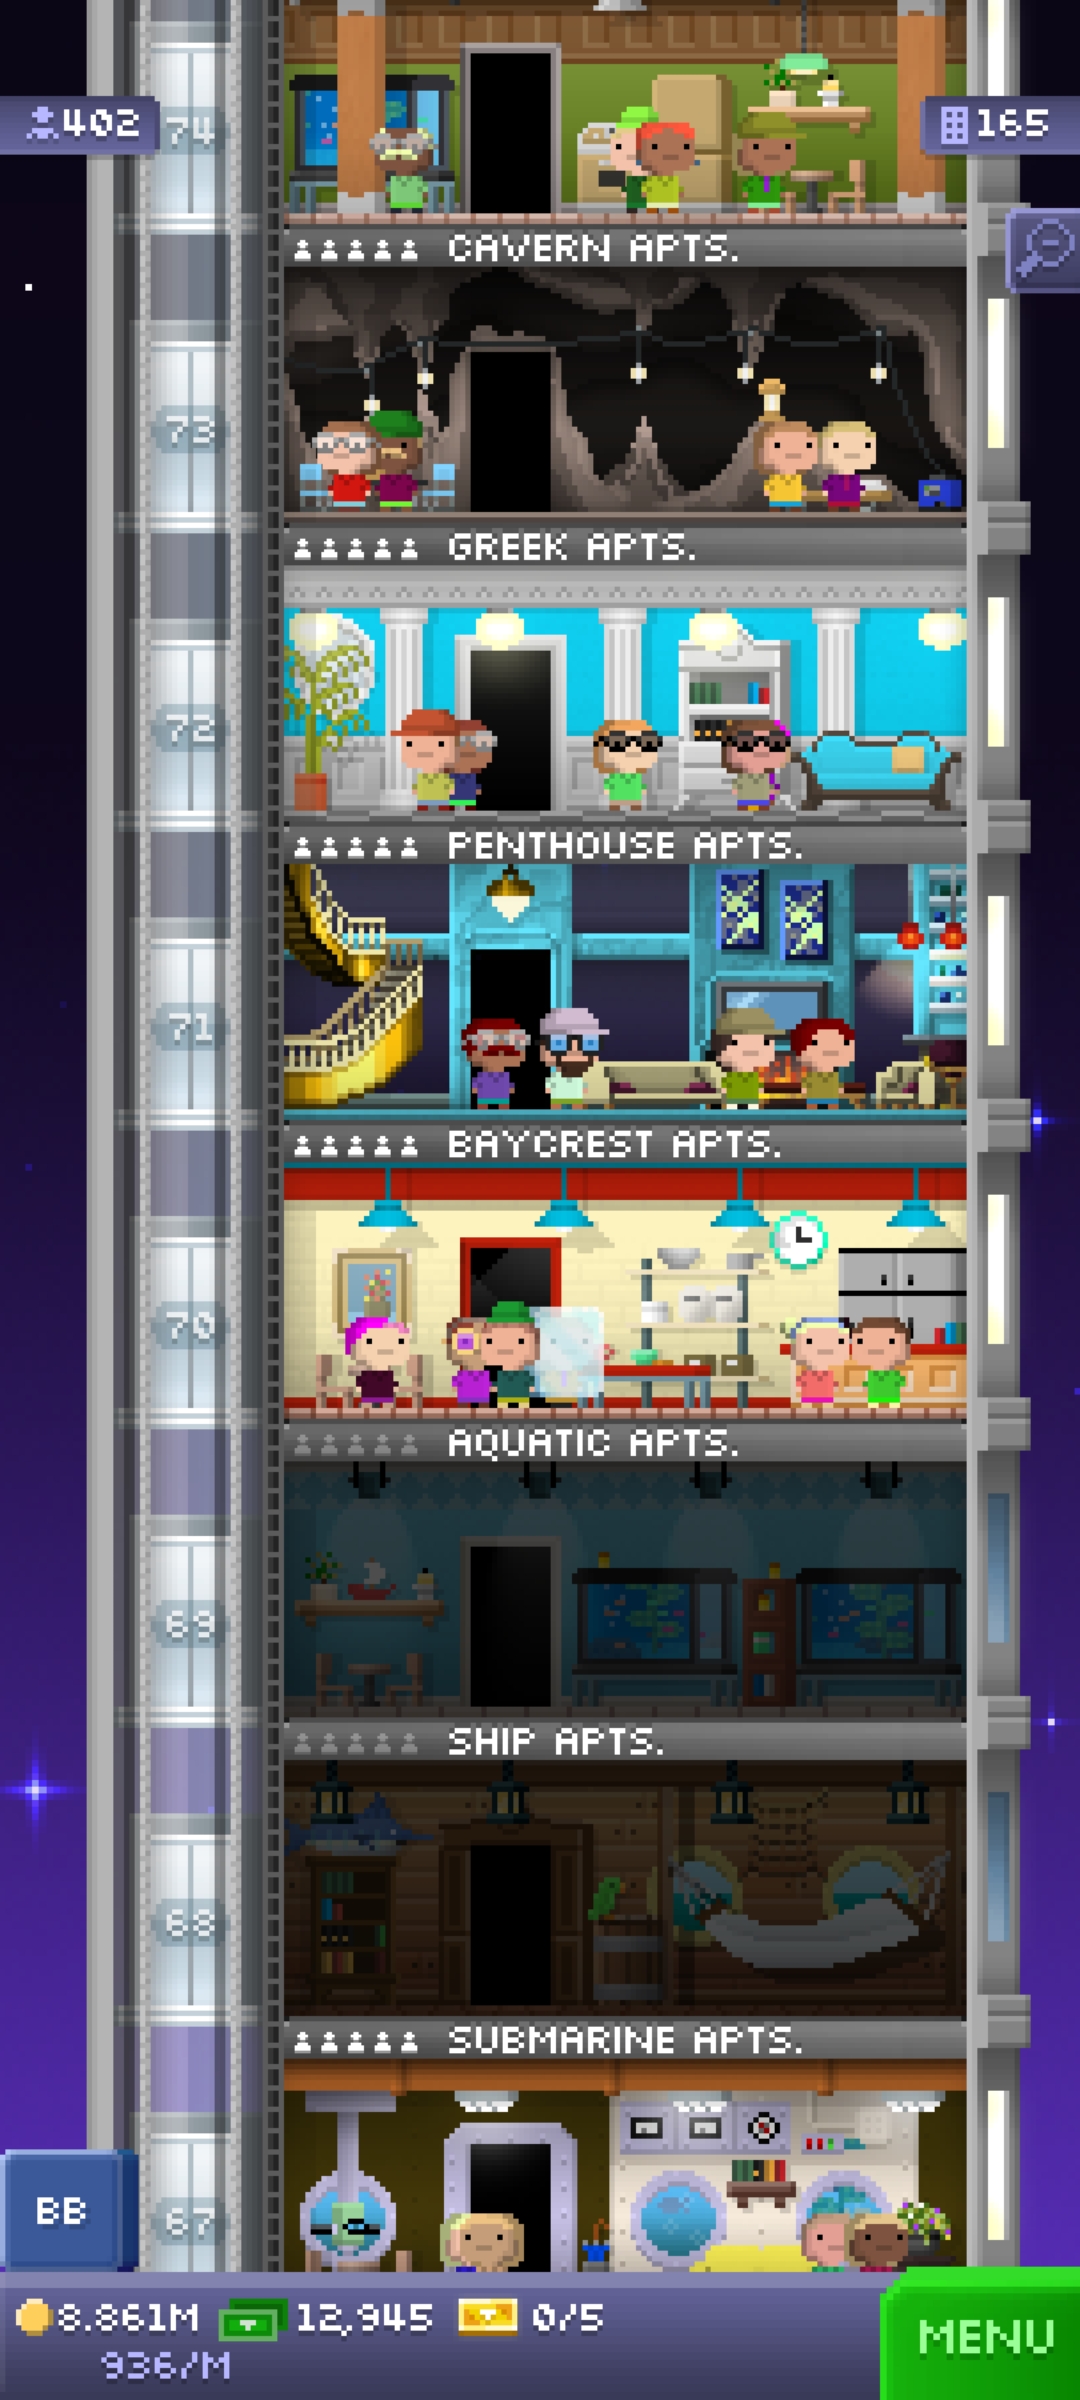 402
74
165
CAVERN APTS.
73
GREEK APTS.
72
PENTHOUSE APTS.
71
BAYCREST APTS.
70
AQUATIC APTS.
69
SHIP APTS.
68
SUBMARINE APTS.
67
BB
8.861M 12,945 0/5
936/M
MENU